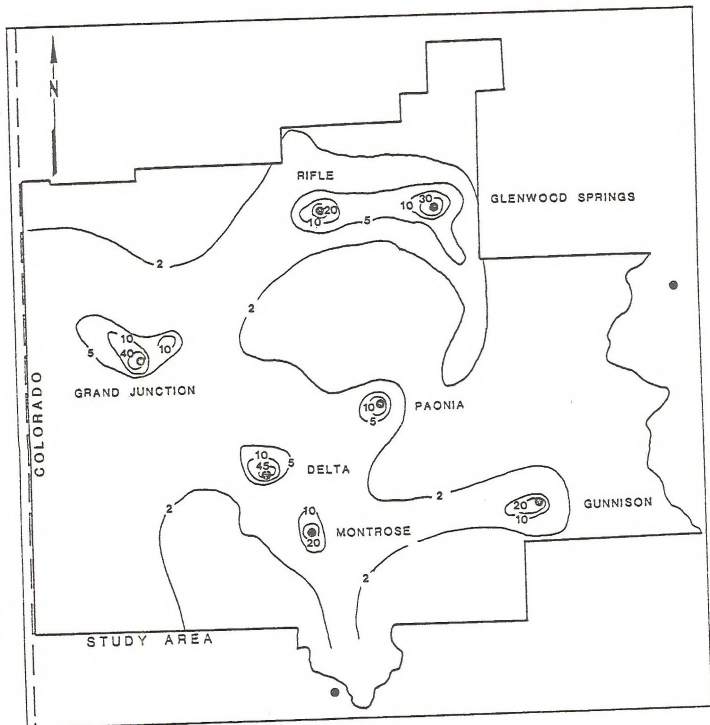 N
RIFLE
20
10
5
10
30
GLENWOOD SPRINGS
2
2
5
10
40
10
GRAND JUNCTION
COLORADO
10
5
PAONIA
10
45
5
DELTA
2
10
20
MONTROSE
2
20
10
GUNNISON
2
STUDY AREA